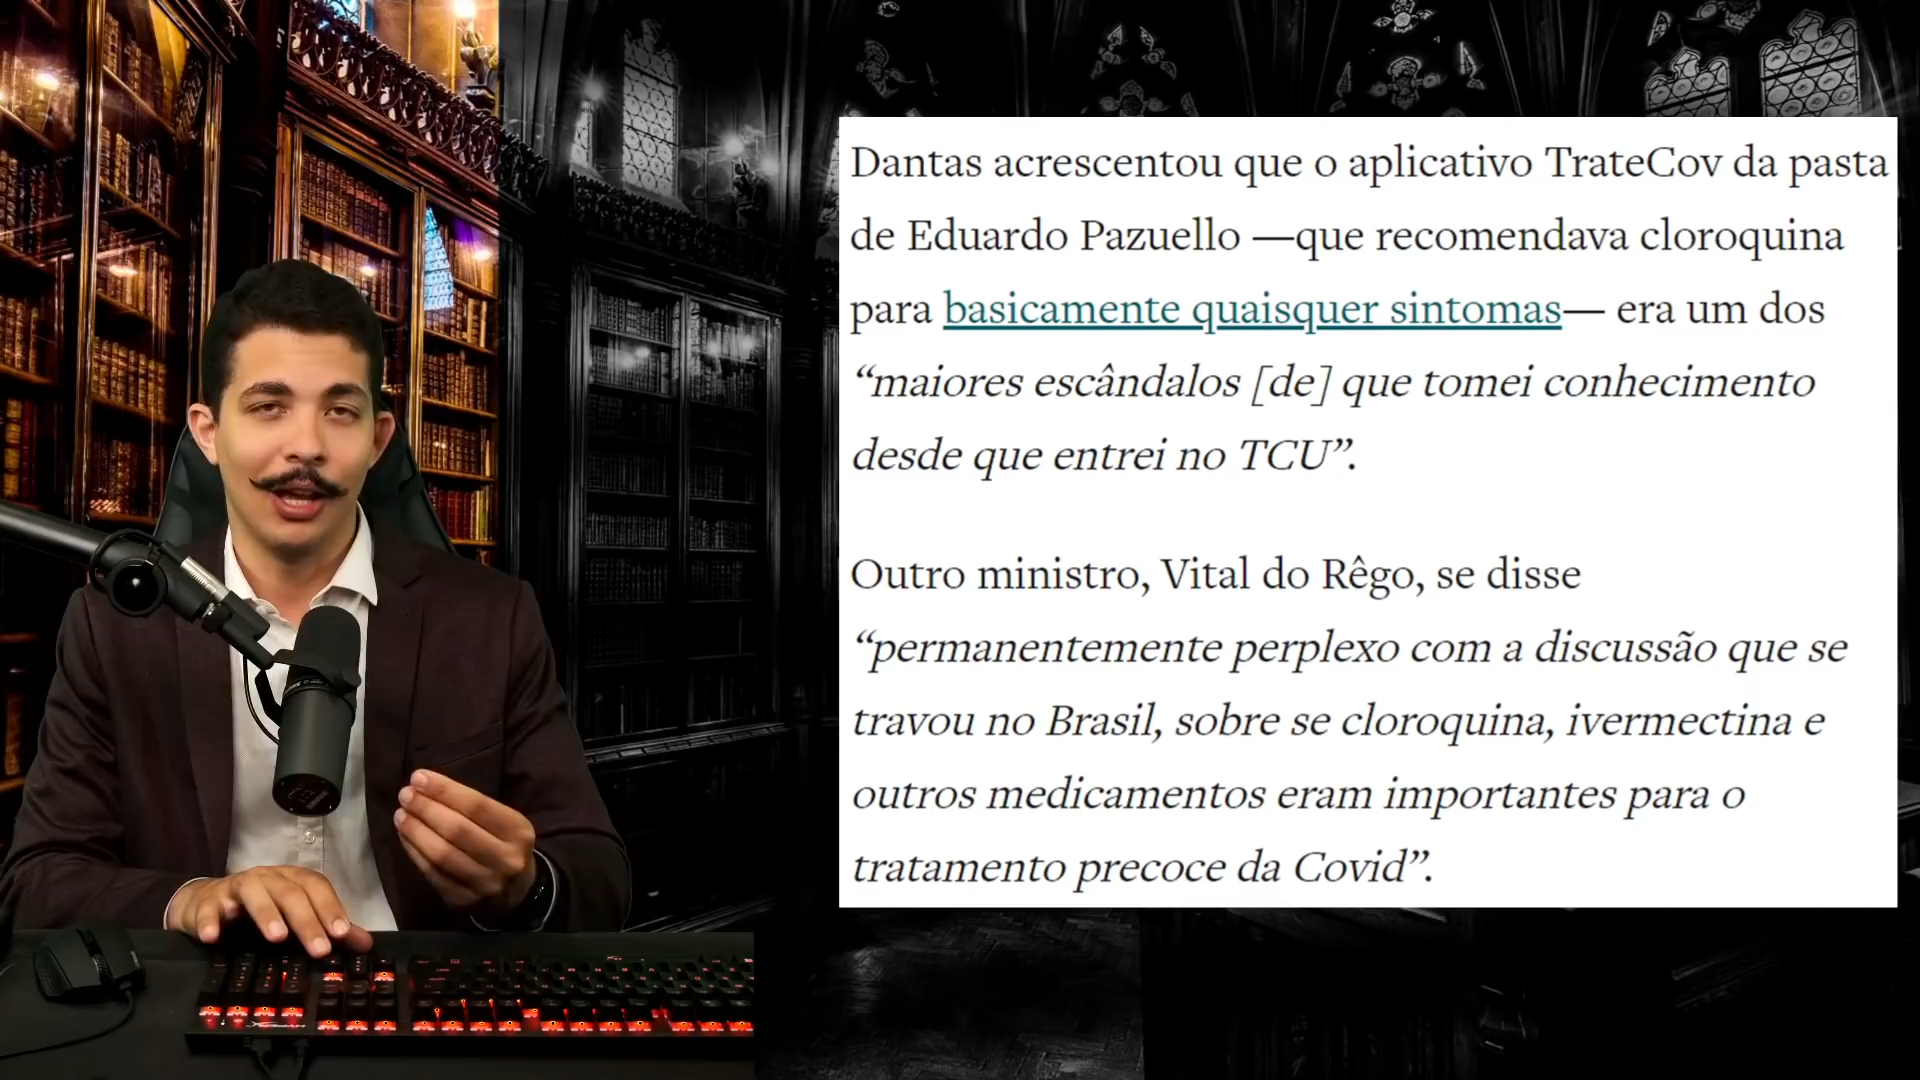 Dantas acrescentou que o aplicativo TrateCov da pasta
de Eduardo Pazuello —que recomendava cloroquina
para basicamente quaisquer sintomas— era um dos
“maiores escândalos [de] que tomei conhecimento
desde que entrei no TCU”.
Outro ministro, Vital do Rêgo, se disse
“permanentemente perplexo com a discussão que se
travou no Brasil, sobre se cloroquina, ivermectina e
outros medicamentos eram importantes para o
tratamento precoce da Covid”.